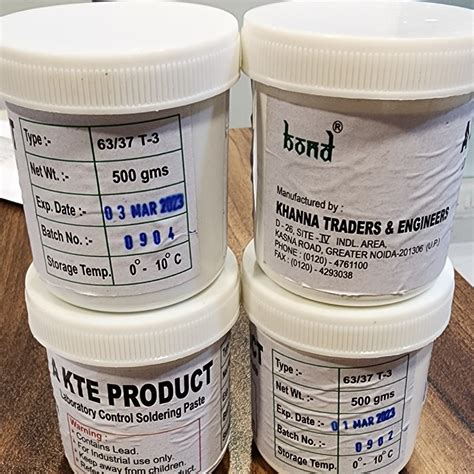 Type :- 63/37 T-3
Net Wt. :- 500 gms
Exp. Date :- 03 MAR 2023
Batch No. :- 0904
Storage Temp. 0° - 10° C
bond ®
Manufactured by :
KHANNA TRADERS & ENGINEERS
D - 26, SITE - IV INDL. AREA,
KASNA ROAD, GREATER NOIDA-201306 (U.P.)
PHONE : (0120) - 4761100
FAX : (0120) - 4293038
A KTE PRODUCT
Laboratory Control Soldering Paste
Warning :
* Contains Lead.
* For Industrial use only.
* Keep away from children.
CT
Type :- 63/37 T-3
Net Wt. :- 500 gms
Exp. Date :- 01 MAR 2023
Batch No. :- 0902
Storage Temp. 0° - 10° C